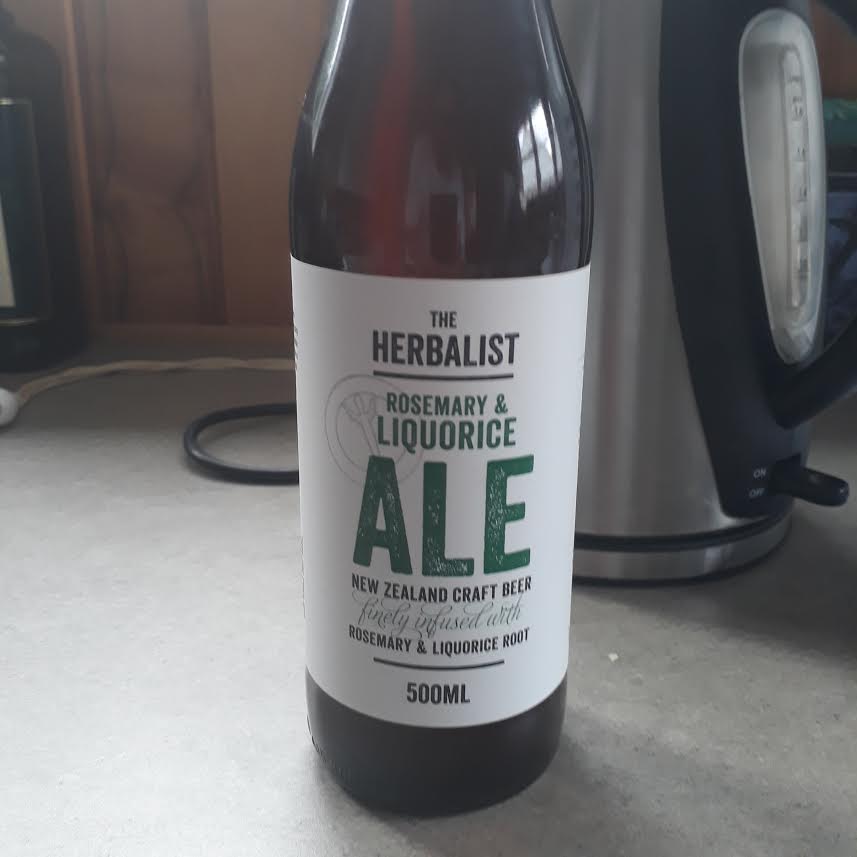 THE
HERBALIST
ROSEMARY &
LIQUORICE
ALE
NEW ZEALAND CRAFT BEER
finely infused with
ROSEMARY & LIQUORICE ROOT
500ML
ON
OFF